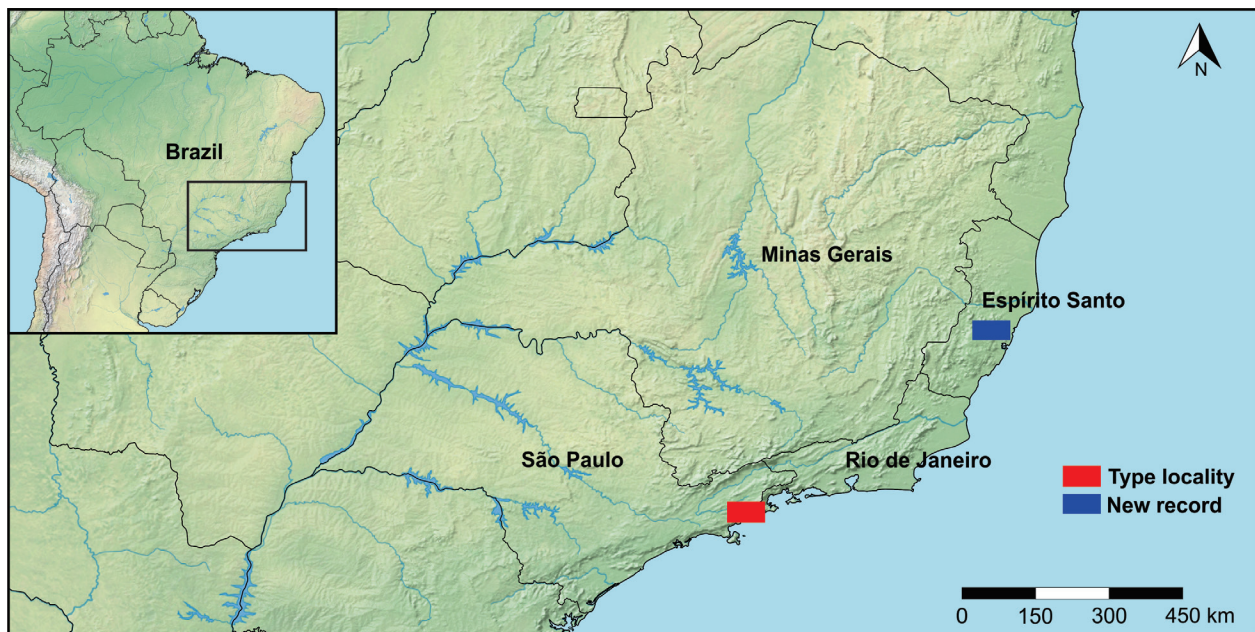 Brazil
N
Minas Gerais
Espírito Santo
São Paulo
Rio de Janeiro
Type locality
New record
0 150 300 450 km